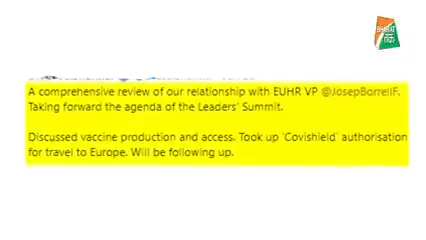 A comprehensive review of our relationship with EUHR VP @JosepBorrellF.
Taking forward the agenda of the Leaders' Summit.
Discussed vaccine production and access. Took up 'Covishield' authorisation
for travel to Europe. Will be following up.